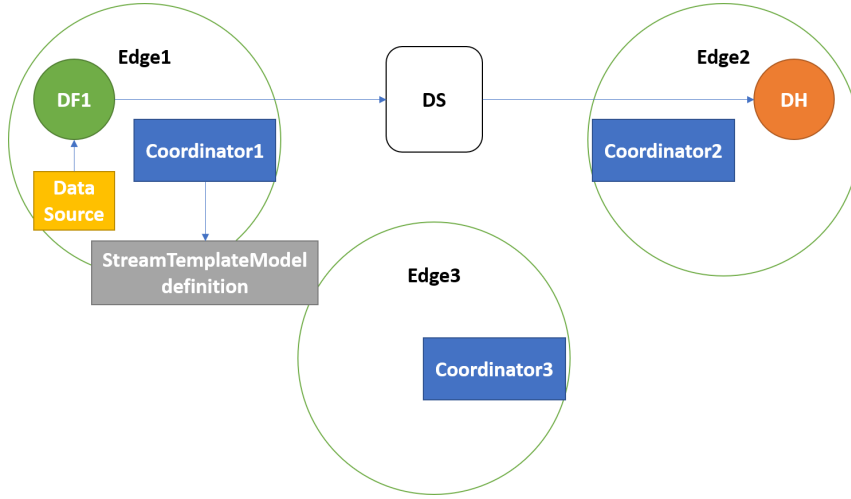 Edge1
Edge2
DF1
DS
DH
Coordinator1
Coordinator2
Data
Source
StreamTemplateModel
definition
Edge3
Coordinator3